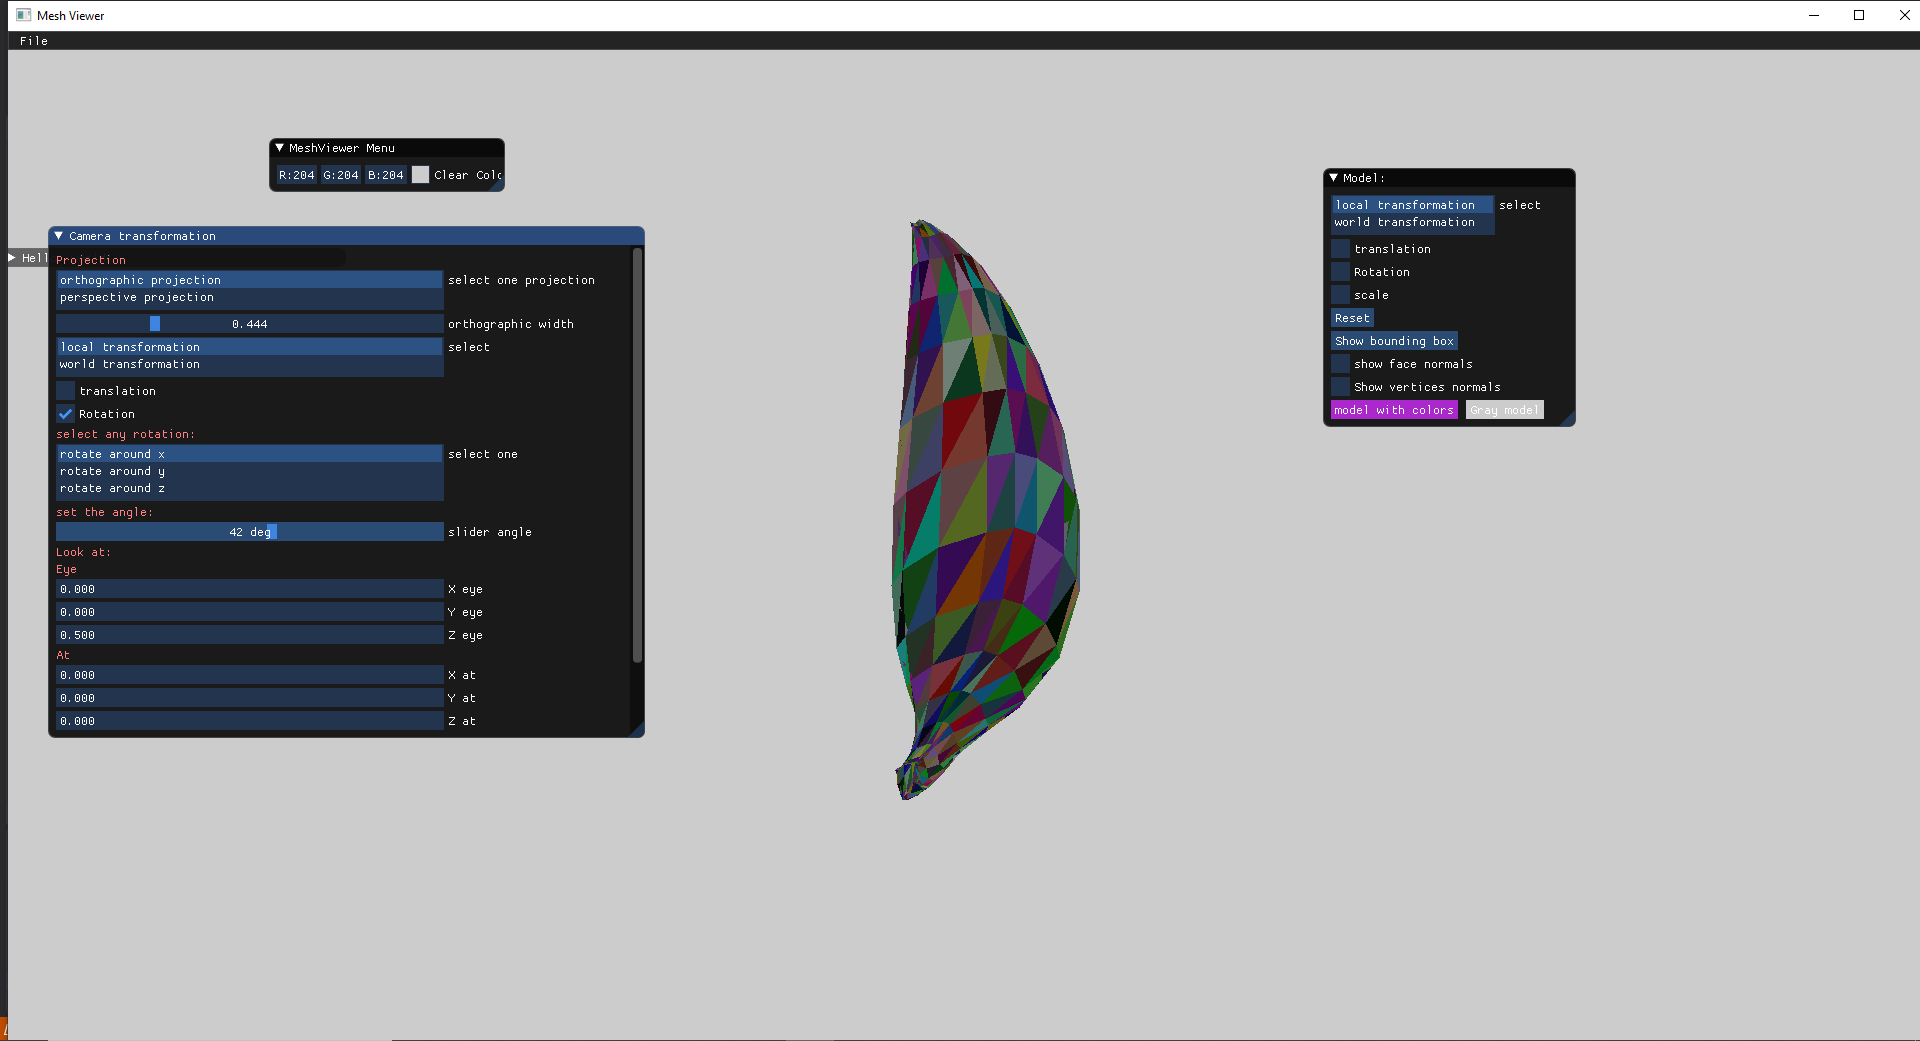 Mesh Viewer
File
MeshViewer Menu
R:204 G:204 B:204 Clear
Camera transformation
Projection
orthographic projection
select one projection
perspective projection
0.444 orthographic width
local transformation
select
world transformation
translation
Rotation
select any rotation:
rotate around x
select one
rotate around y
rotate around z
set the angle:
42 deg slider angle
Look at:
Eye
0.000 X eye
0.000 Y eye
0.500 Z eye
At
0.000 X at
0.000 Y at
0.000 Z at
Model:
local transformation
select
world transformation
translation
Rotation
scale
Reset
Show bounding box
show face normals
Show vertices normals
model with colors Gray model